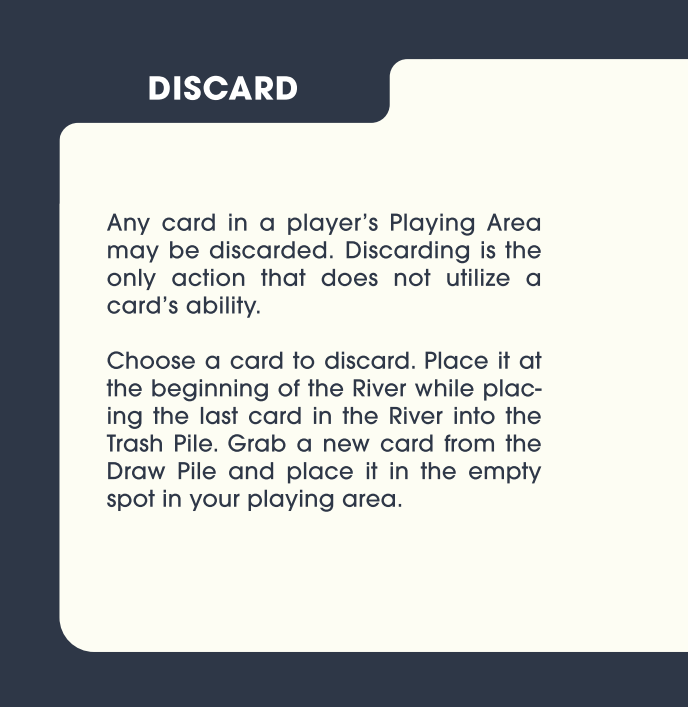 DISCARD
Any card in a player's Playing Area
may be discarded. Discarding is the
only action that does not utilize a
card's ability.
Choose a card to discard. Place it at
the beginning of the River while plac-
ing the last card in the River into the
Trash Pile. Grab a new card from the
Draw Pile and place it in the empty
spot in your playing area.